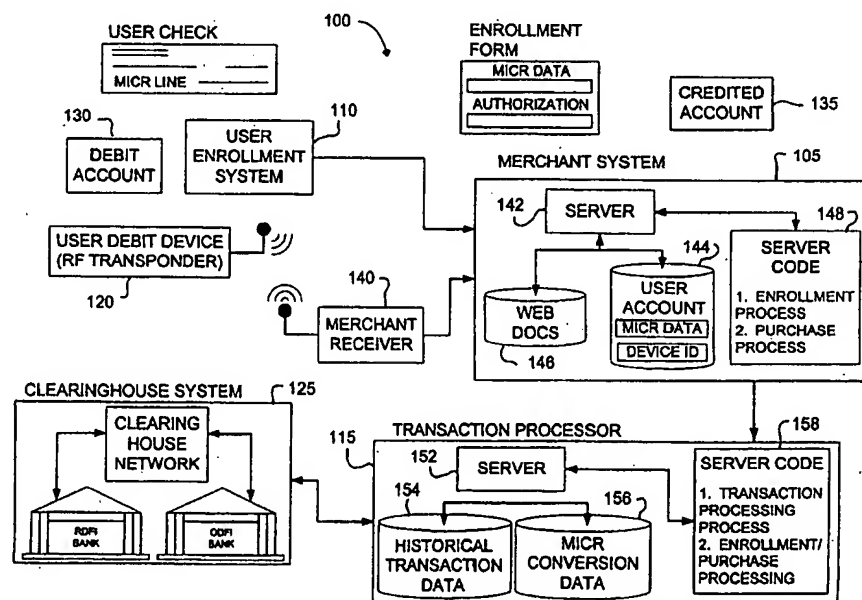 USER CHECK
MICR LINE
100
ENROLLMENT
FORM
MICR DATA
AUTHORIZATION
CREDITED
ACCOUNT
135
130
DEBIT
ACCOUNT
110
USER
ENROLLMENT
SYSTEM
MERCHANT SYSTEM
105
142
SERVER
148
SERVER
CODE
1. ENROLLMENT
PROCESS
2. PURCHASE
PROCESS
144
USER
ACCOUNT
MICR DATA
DEVICE ID
WEB
DOCS
146
USER DEBIT DEVICE
(RF TRANSPONDER)
120
140
MERCHANT
RECEIVER
CLEARINGHOUSE SYSTEM
125
CLEARING
HOUSE
NETWORK
RDFI
BANK
ODFI
BANK
TRANSACTION PROCESSOR
115
152
SERVER
158
SERVER CODE
1. TRANSACTION
PROCESSING
PROCESS
2. ENROLLMENT/
PURCHASE
PROCESSING
154
HISTORICAL
TRANSACTION
DATA
156
MICR
CONVERSION
DATA